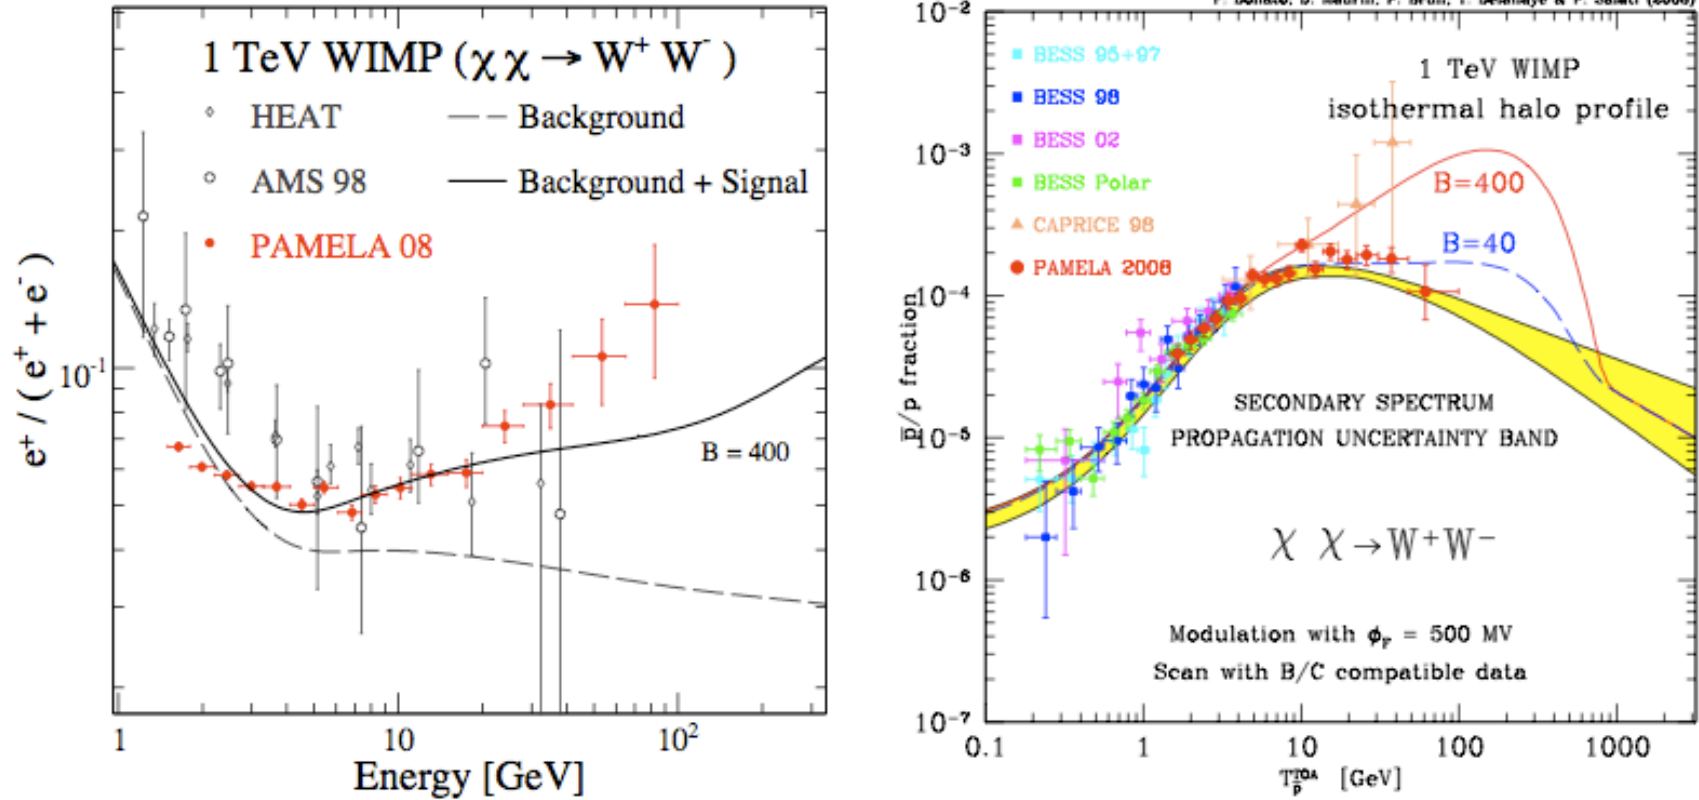 1 TeV WIMP (χ χ → W⁺ W⁻)
HEAT
Background
AMS 98
Background + Signal
PAMELA 08
B = 400
e⁺ / (e⁺ + e⁻)
10⁻¹
1
10
10²
Energy [GeV]
10⁻²
BESS 95+97
BESS 98
BESS 02
BESS Polar
CAPRICE 98
PAMELA 2008
1 TeV WIMP
isothermal halo profile
B=400
B=40
SECONDARY SPECTRUM
PROPAGATION UNCERTAINTY BAND
χ χ → W⁺W⁻
Modulation with ϕ_F = 500 MV
Scan with B/C compatible data
p̄/p fraction
10⁻³
10⁻⁴
10⁻⁵
10⁻⁶
10⁻⁷
0.1
1
10
100
1000
T_p̄^TOA [GeV]